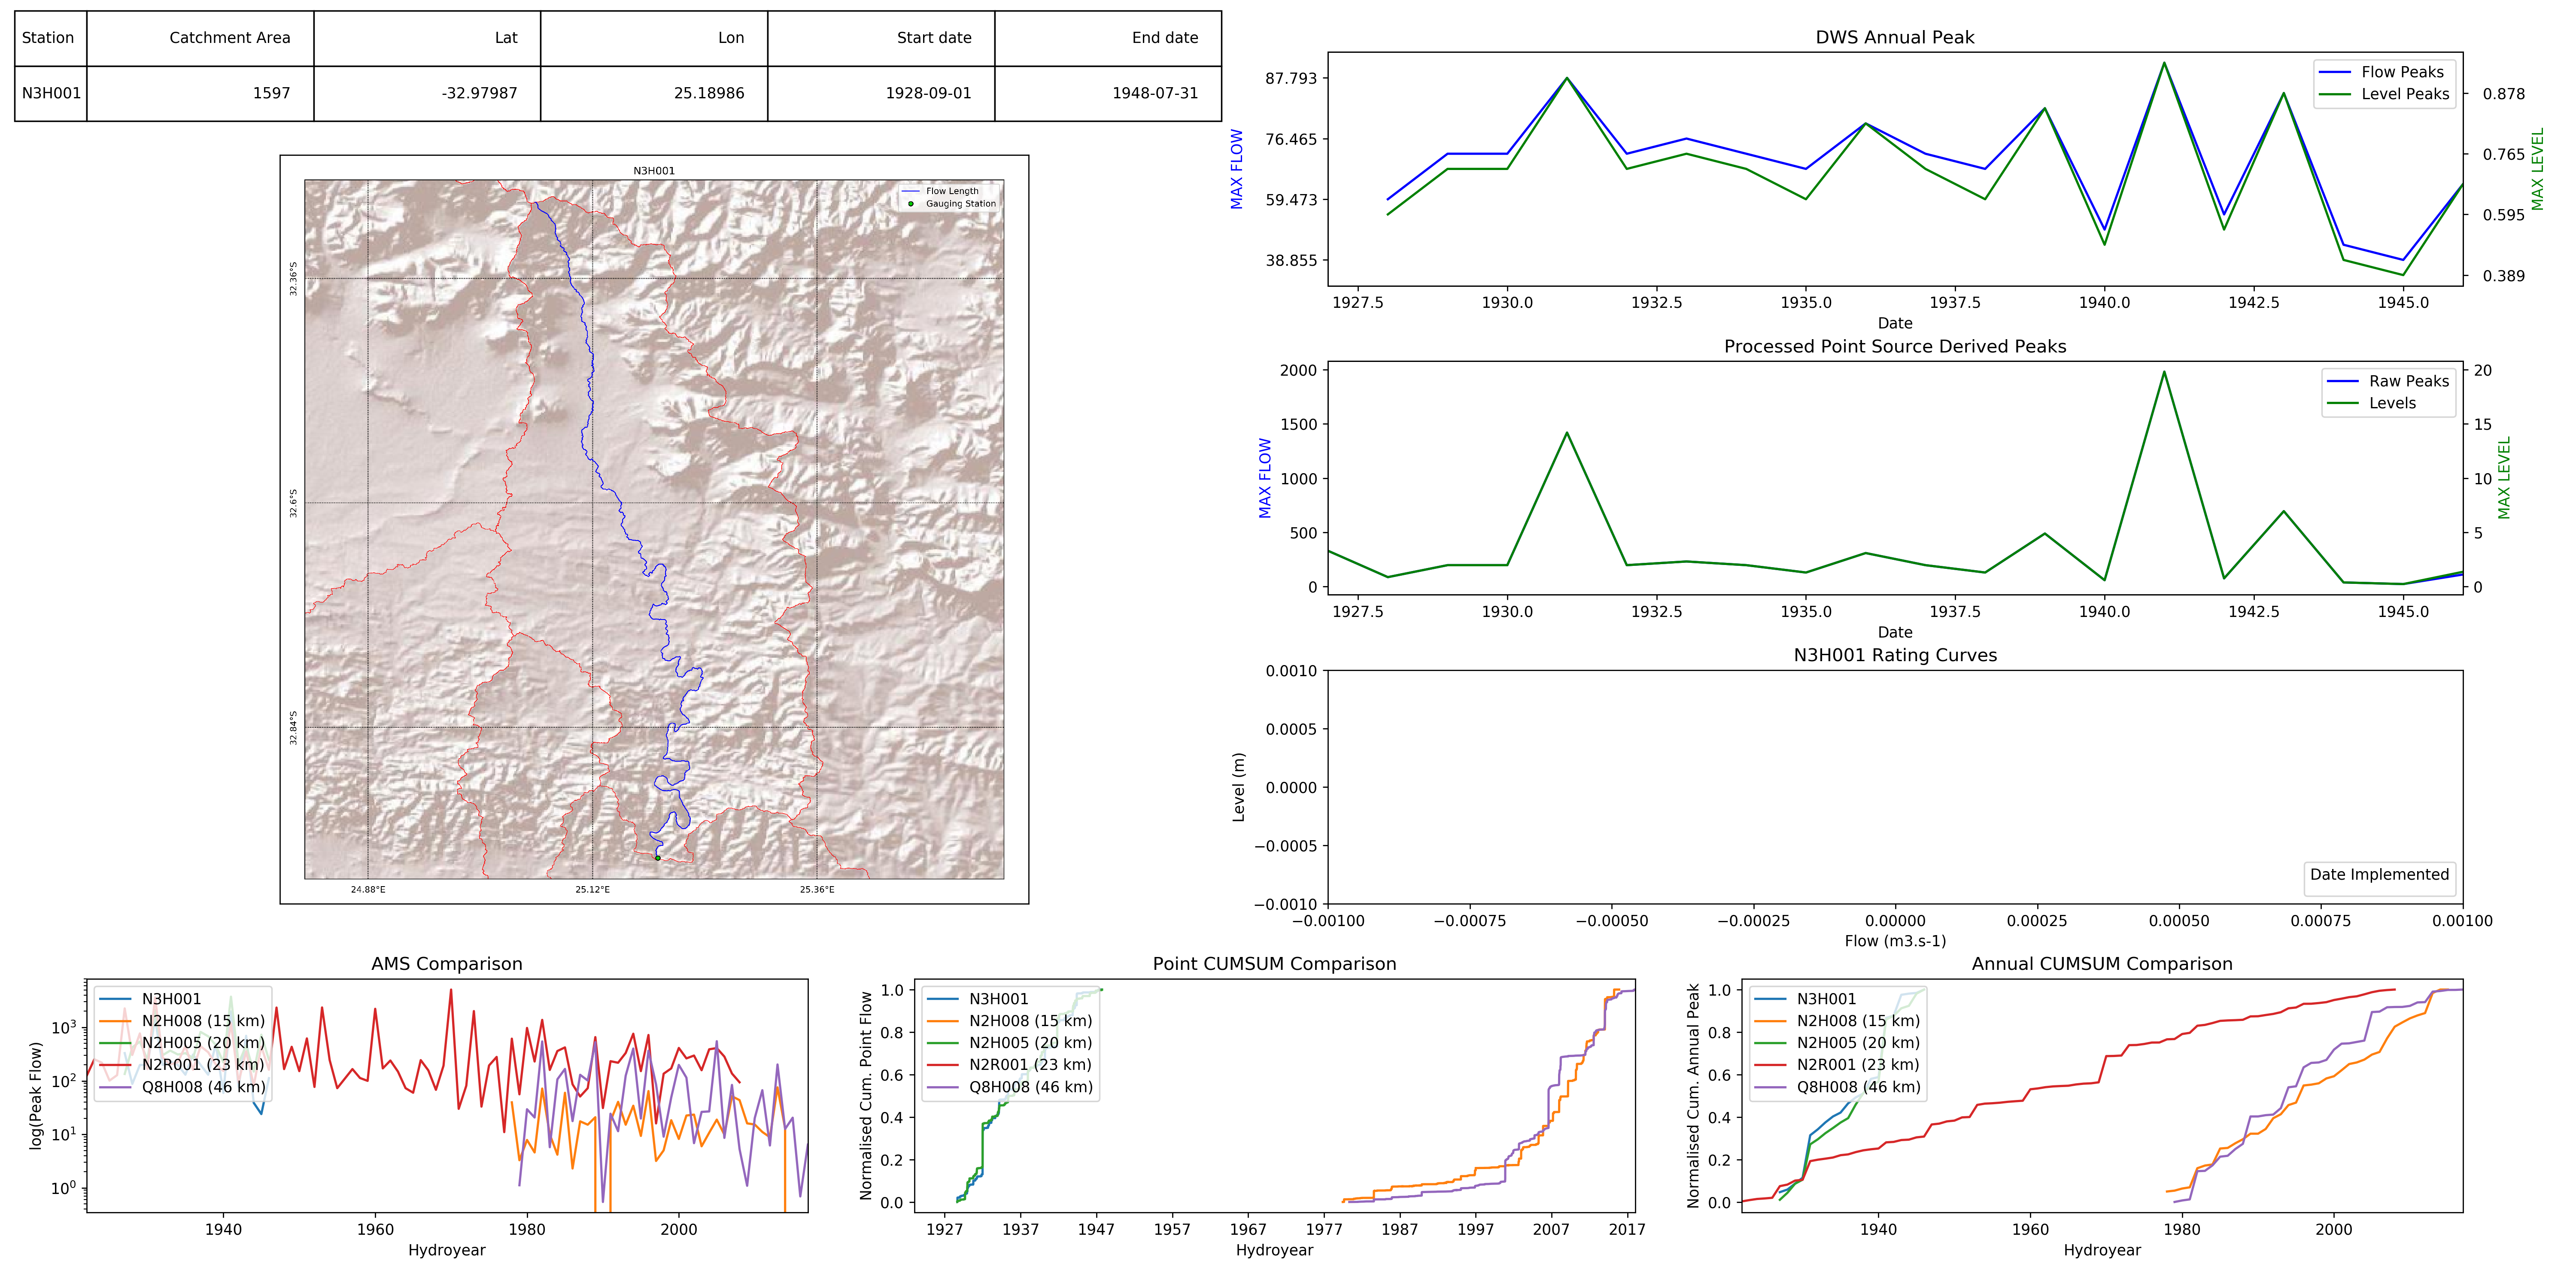 Station Catchment Area Lat Lon Start date End date
N3H001 1597 -32.97987 25.18986 1928-09-01 1948-07-31
N3H001
Flow Length
Gauging Station
32.36°S
32.6°S
32.84°S
24.88°E 25.12°E 25.36°E
DWS Annual Peak
Flow Peaks
Level Peaks
MAX FLOW
87.793
76.465
59.473
38.855
MAX LEVEL
0.878
0.765
0.595
0.389
1927.5 1930.0 1932.5 1935.0 1937.5 1940.0 1942.5 1945.0
Date
Processed Point Source Derived Peaks
Raw Peaks
Levels
MAX FLOW
2000
1500
1000
500
0
MAX LEVEL
20
15
10
5
0
1927.5 1930.0 1932.5 1935.0 1937.5 1940.0 1942.5 1945.0
Date
N3H001 Rating Curves
Level (m)
0.0010
0.0005
0.0000
−0.0005
−0.0010
Date Implemented
−0.00100 −0.00075 −0.00050 −0.00025 0.00000 0.00025 0.00050 0.00075 0.00100
Flow (m3.s-1)
AMS Comparison
N3H001
N2H008 (15 km)
N2H005 (20 km)
N2R001 (23 km)
Q8H008 (46 km)
log(Peak Flow)
10³
10²
10¹
10⁰
1940 1960 1980 2000
Hydroyear
Point CUMSUM Comparison
N3H001
N2H008 (15 km)
N2H005 (20 km)
N2R001 (23 km)
Q8H008 (46 km)
Normalised Cum. Point Flow
1.0
0.8
0.6
0.4
0.2
0.0
1927 1937 1947 1957 1967 1977 1987 1997 2007 2017
Hydroyear
Annual CUMSUM Comparison
N3H001
N2H008 (15 km)
N2H005 (20 km)
N2R001 (23 km)
Q8H008 (46 km)
Normalised Cum. Annual Peak
1.0
0.8
0.6
0.4
0.2
0.0
1940 1960 1980 2000
Hydroyear